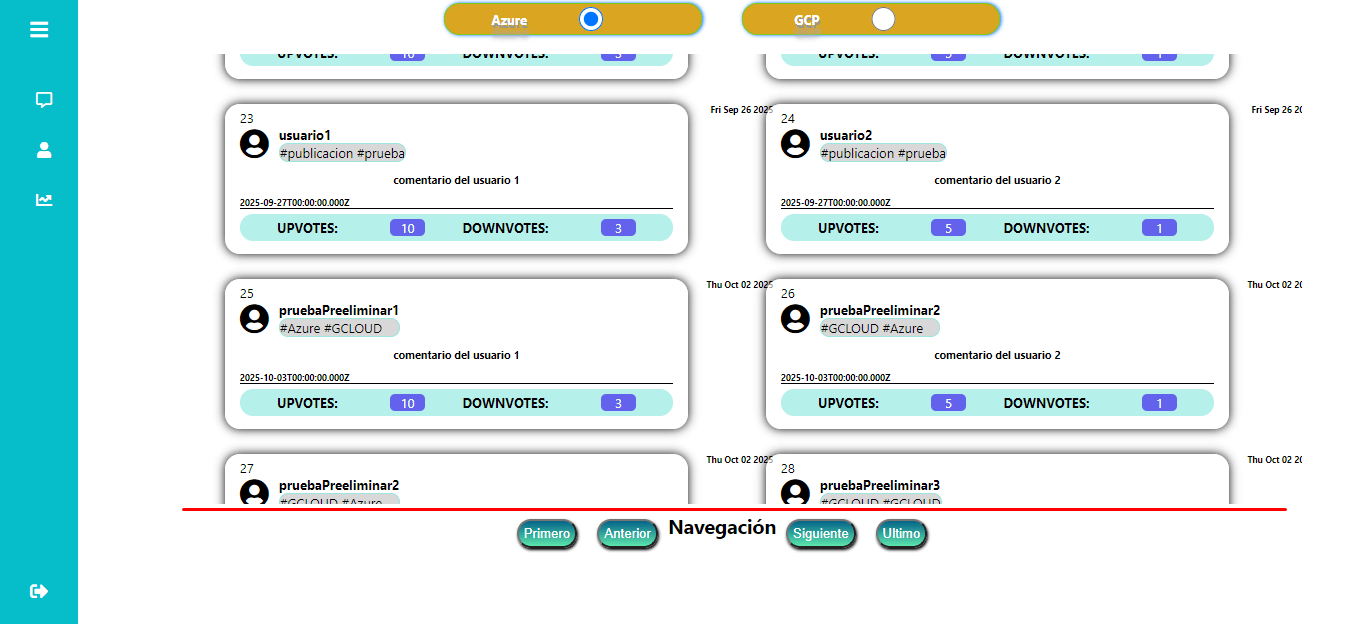 Azure
GCP
UPVOTES: 10 DOWNVOTES: 3
UPVOTES: 5 DOWNVOTES: 1
23
Fri Sep 26 2025
usuario1
#publicacion #prueba
comentario del usuario 1
2025-09-27T00:00:00.000Z
UPVOTES: 10 DOWNVOTES: 3
24
Fri Sep 26 20
usuario2
#publicacion #prueba
comentario del usuario 2
2025-09-27T00:00:00.000Z
UPVOTES: 5 DOWNVOTES: 1
25
Thu Oct 02 2025
pruebaPreeliminar1
#Azure #GCLOUD
comentario del usuario 1
2025-10-03T00:00:00.000Z
UPVOTES: 10 DOWNVOTES: 3
26
Thu Oct 02 20
pruebaPreeliminar2
#GCLOUD #Azure
comentario del usuario 2
2025-10-03T00:00:00.000Z
UPVOTES: 5 DOWNVOTES: 1
27
Thu Oct 02 2025
pruebaPreeliminar2
#GCLOUD #Azure
28
Thu Oct 02 20
pruebaPreeliminar3
#GCLOUD #GCLOUD
Primero Anterior Navegación Siguiente Ultimo